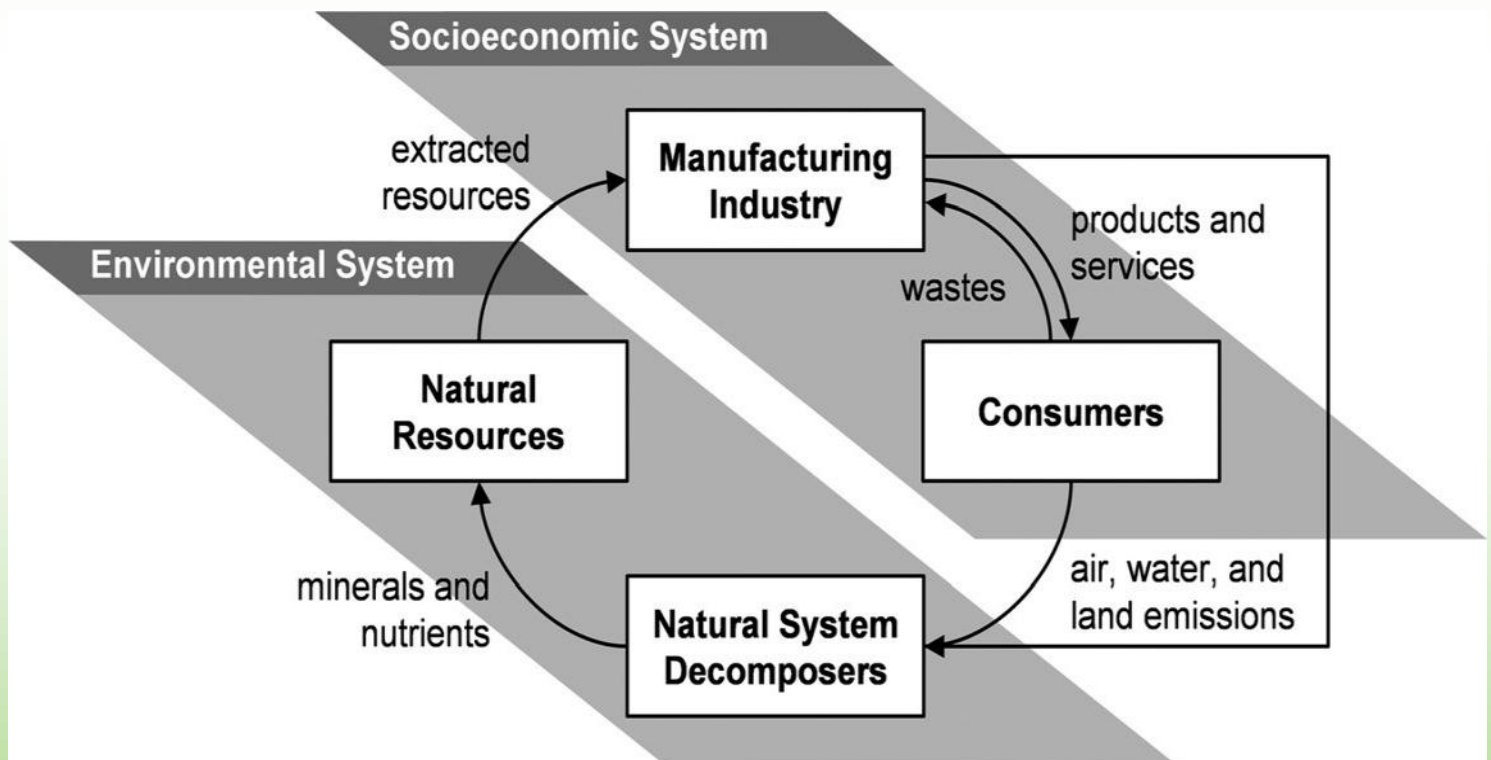 Socioeconomic System
extracted
resources
Manufacturing
Industry
products and
services
Environmental System
wastes
Natural
Resources
Consumers
minerals and
nutrients
Natural System
Decomposers
air, water, and
land emissions